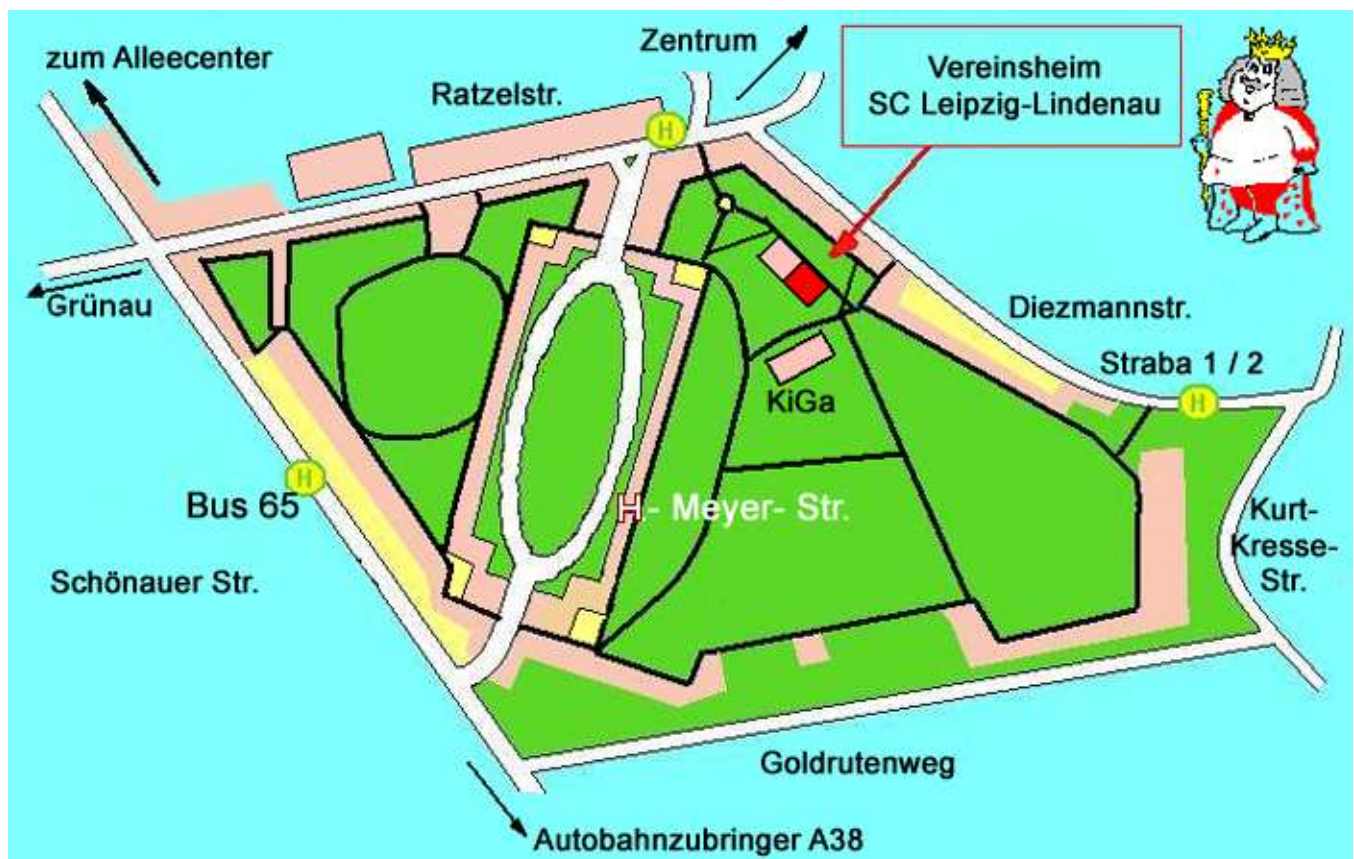 zum Alleecenter
Zentrum
Vereinsheim
SC Leipzig-Lindenau
Ratzelstr.
H
Grünau
Diezmannstr.
Straba 1 / 2
H
KiGa
H
Bus 65
H.- Meyer- Str.
Kurt-
Kresse-
Str.
Schönauer Str.
Goldrutenweg
Autobahnzubringer A38